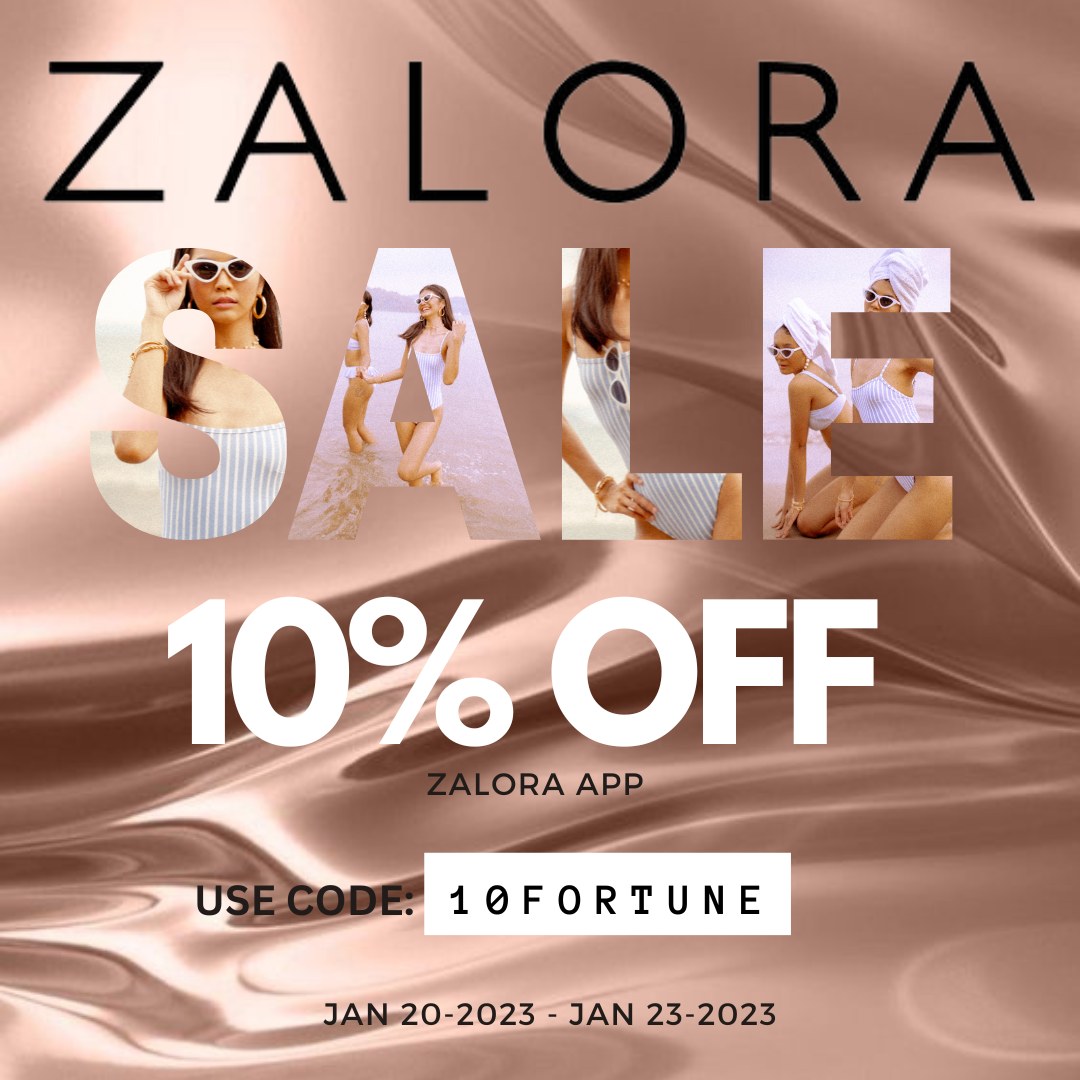 ZALORA
SALE
10% OFF
ZALORA APP
USE CODE: 10FORTUNE
JAN 20-2023 - JAN 23-2023